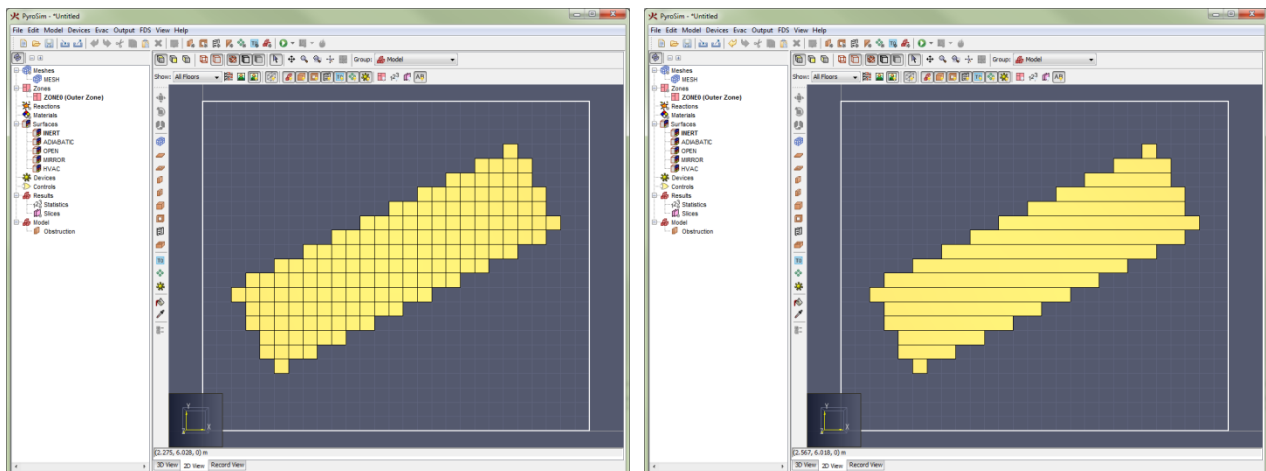 PyroSim - *Untitled
File Edit Model Devices Evac Output FDS View Help
Group: Model
Show: All Floors
Meshes
MESH
Zones
ZONE0 (Outer Zone)
Reactions
Materials
Surfaces
INERT
ADIABATIC
OPEN
MIRROR
HVAC
Devices
Controls
Results
Statistics
Slices
Model
Obstruction
Y
X
(2.275, 6.028, 0) m
3D View 2D View Record View
PyroSim - *Untitled
File Edit Model Devices Evac Output FDS View Help
Group: Model
Show: All Floors
Meshes
MESH
Zones
ZONE0 (Outer Zone)
Reactions
Materials
Surfaces
INERT
ADIABATIC
OPEN
MIRROR
HVAC
Devices
Controls
Results
Statistics
Slices
Model
Obstruction
Y
X
(2.567, 6.018, 0) m
3D View 2D View Record View